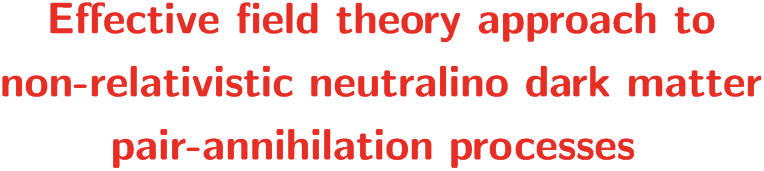 Effective field theory approach to
non-relativistic neutralino dark matter
pair-annihilation processes